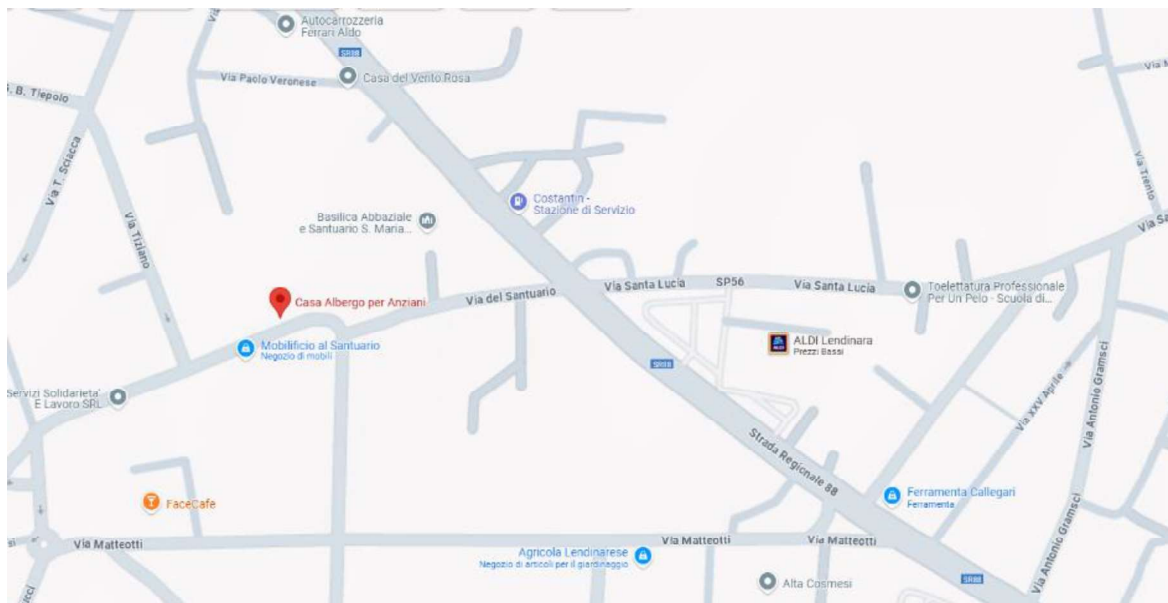 Autocarrozzeria
Ferrari Aldo
SR88
Casa del Vento Rosa
Via Paolo Veronese
B. Tiepolo
Via T. Sciacca
Via Tiziano
Via Trento
Costantin -
Stazione di Servizio
Basilica Abbaziale
e Santuario S. Maria...
Via Santa Lucia
SP56
Via Santa Lucia
Toelettatura Professionale
Per Un Pelo - Scuola di...
Via del Santuario
Casa Albergo per Anziani
Mobilificio al Santuario
Negozio di mobili
ALDI Lendinara
Prezzi Bassi
SR88
Servizi Solidarieta'
E Lavoro SRL
Via XXV Aprile
Via Antonio Gramsci
Strada Regionale 88
FaceCafe
Ferramenta Callegari
Ferramenta
Via Matteotti
Via Matteotti
Via Matteotti
Agricola Lendinarese
Negozio di articoli per il giardinaggio
Alta Cosmesi
SR88
Via Antonio Gramsci